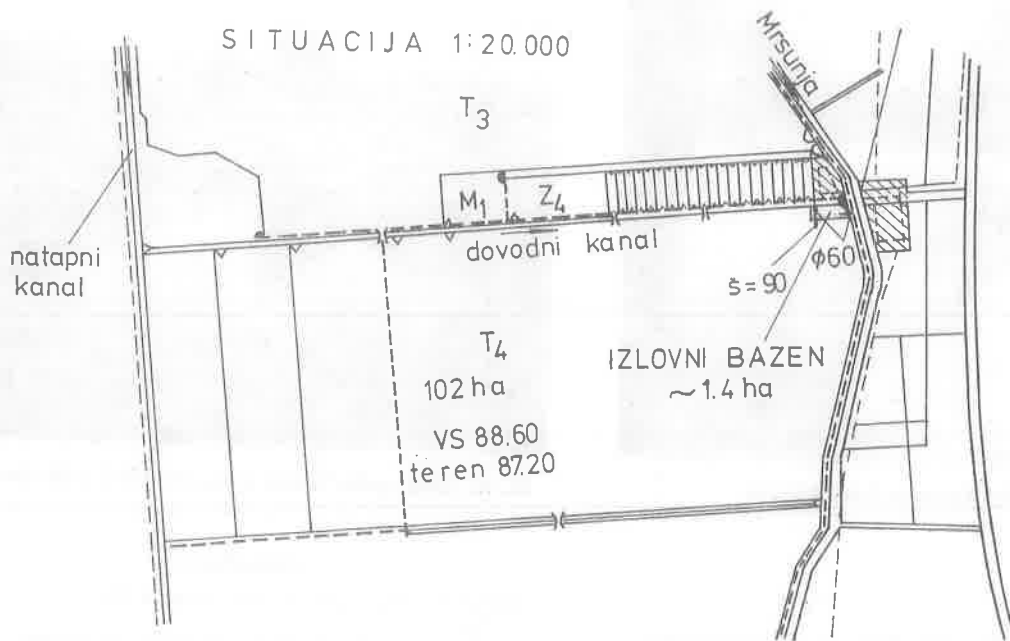 SITUACIJA 1:20.000
Mrsunja
T3
M1
Z4
natapni
kanal
dovodni kanal
š=90
φ60
T4
102 ha
VS 88.60
teren 87.20
IZLOVNI BAZEN
~1.4 ha